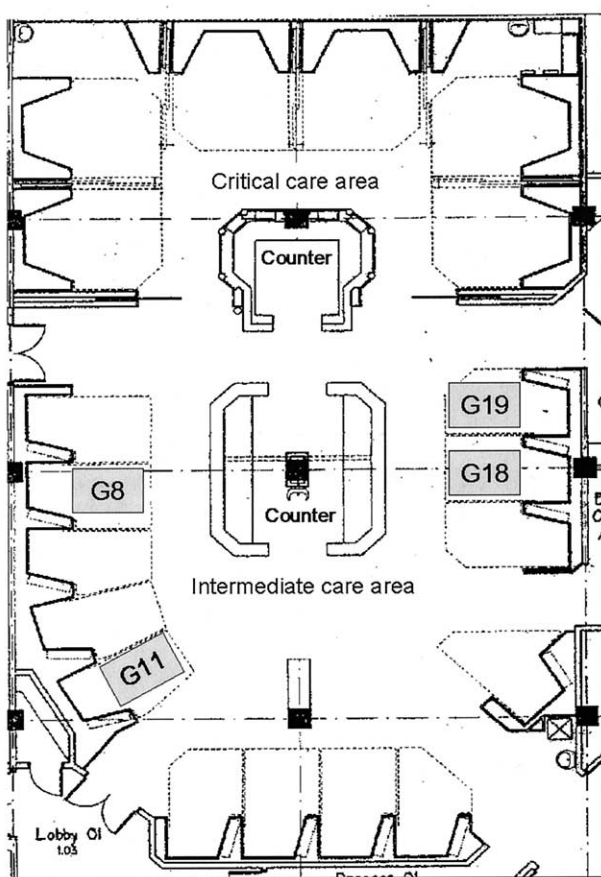 Critical care area
Counter
G19
G8
G18
Counter
Intermediate care area
G11
Lobby 01
1.03